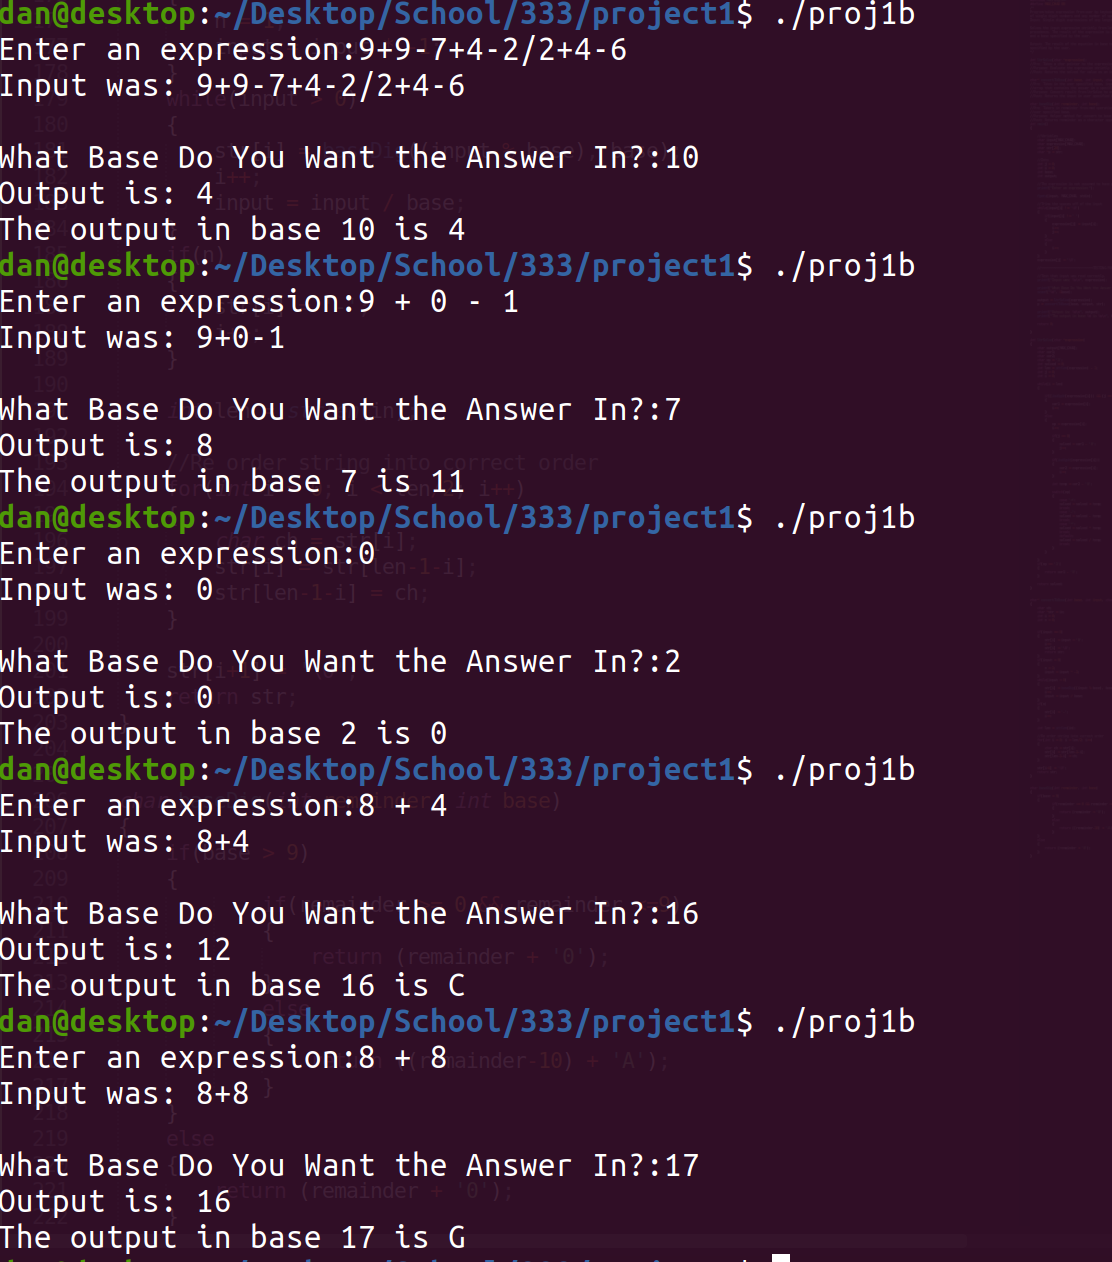 dan@desktop:~/Desktop/School/333/project1$ ./proj1b
Enter an expression:9+9-7+4-2/2+4-6
Input was: 9+9-7+4-2/2+4-6
What Base Do You Want the Answer In?:10
Output is: 4
The output in base 10 is 4
dan@desktop:~/Desktop/School/333/project1$ ./proj1b
Enter an expression:9 + 0 - 1
Input was: 9+0-1
What Base Do You Want the Answer In?:7
Output is: 8
The output in base 7 is 11
dan@desktop:~/Desktop/School/333/project1$ ./proj1b
Enter an expression:0
Input was: 0
What Base Do You Want the Answer In?:2
Output is: 0
The output in base 2 is 0
dan@desktop:~/Desktop/School/333/project1$ ./proj1b
Enter an expression:8 + 4
Input was: 8+4
What Base Do You Want the Answer In?:16
Output is: 12
The output in base 16 is C
dan@desktop:~/Desktop/School/333/project1$ ./proj1b
Enter an expression:8 + 8
Input was: 8+8
What Base Do You Want the Answer In?:17
Output is: 16
The output in base 17 is G